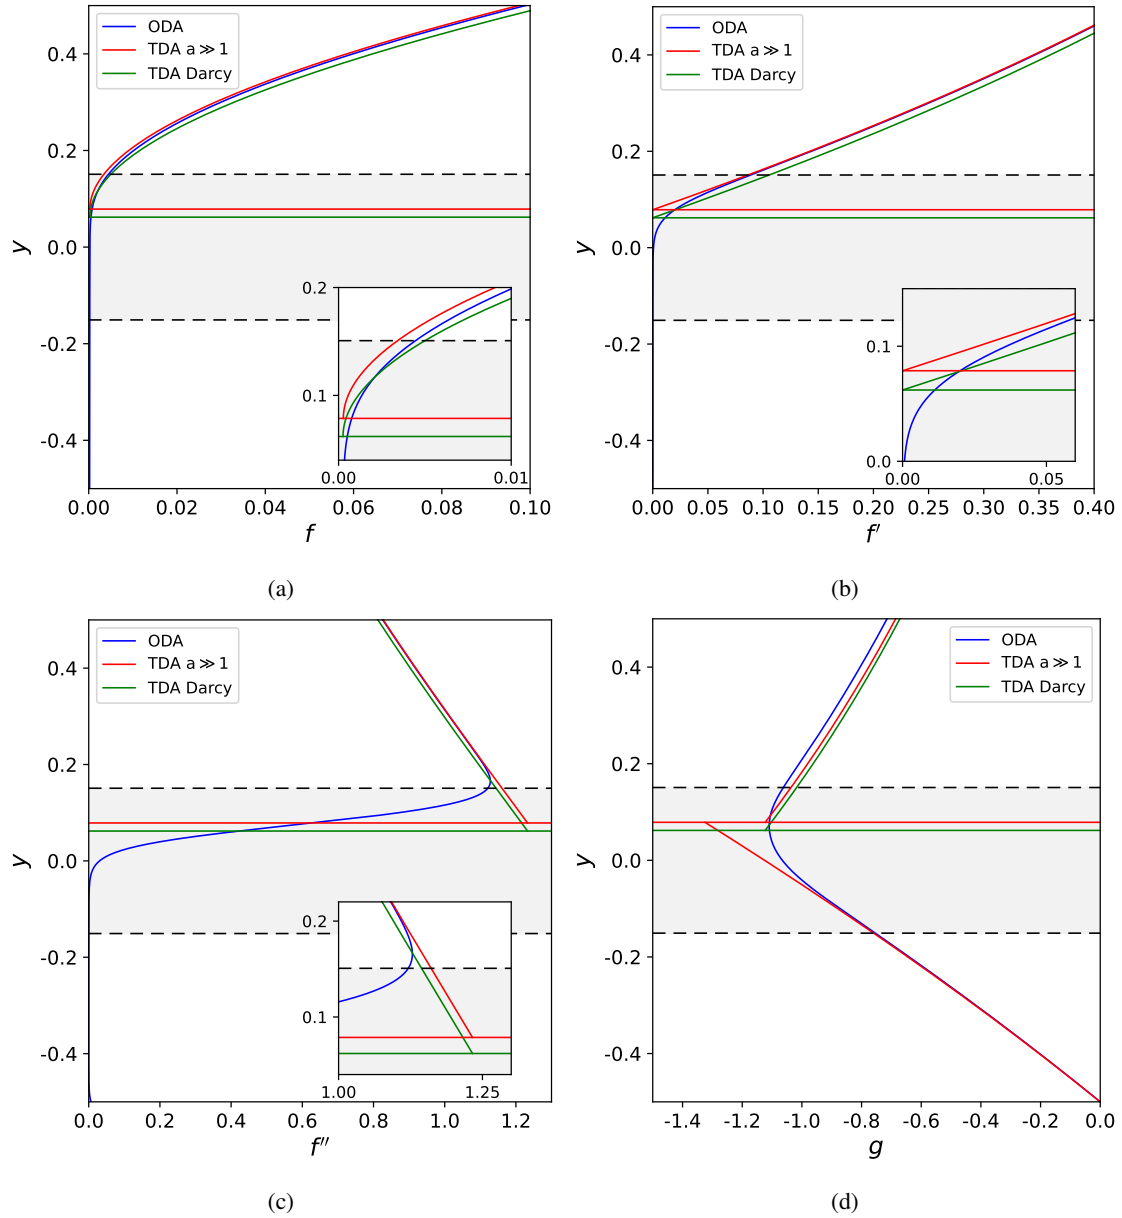 ODA
TDA a ≫ 1
TDA Darcy
0.4
0.2
0.0
-0.2
-0.4
y
0.2
0.1
0.00
0.01
0.00
0.02
0.04
0.06
0.08
0.10
f
(a)
ODA
TDA a ≫ 1
TDA Darcy
0.4
0.2
0.0
-0.2
-0.4
y
0.1
0.0
0.00
0.05
0.00
0.05
0.10
0.15
0.20
0.25
0.30
0.35
0.40
f′
(b)
ODA
TDA a ≫ 1
TDA Darcy
0.4
0.2
0.0
-0.2
-0.4
y
0.2
0.1
1.00
1.25
0.0
0.2
0.4
0.6
0.8
1.0
1.2
f′′
(c)
ODA
TDA a ≫ 1
TDA Darcy
0.4
0.2
0.0
-0.2
-0.4
y
-1.4
-1.2
-1.0
-0.8
-0.6
-0.4
-0.2
0.0
g
(d)